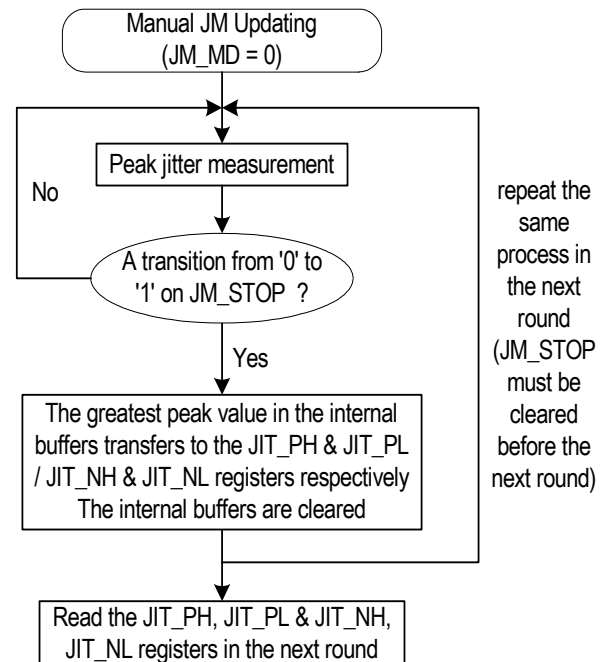 Manual JM Updating
(JM_MD = 0)
Peak jitter measurement
No
A transition from '0' to
'1' on JM_STOP  ?
Yes
The greatest peak value in the internal
buffers transfers to the JIT_PH & JIT_PL
/ JIT_NH & JIT_NL registers respectively
The internal buffers are cleared
repeat the
same
process in
the next
round
(JM_STOP
must be
cleared
before the
next round)
Read the JIT_PH, JIT_PL & JIT_NH,
JIT_NL registers in the next round